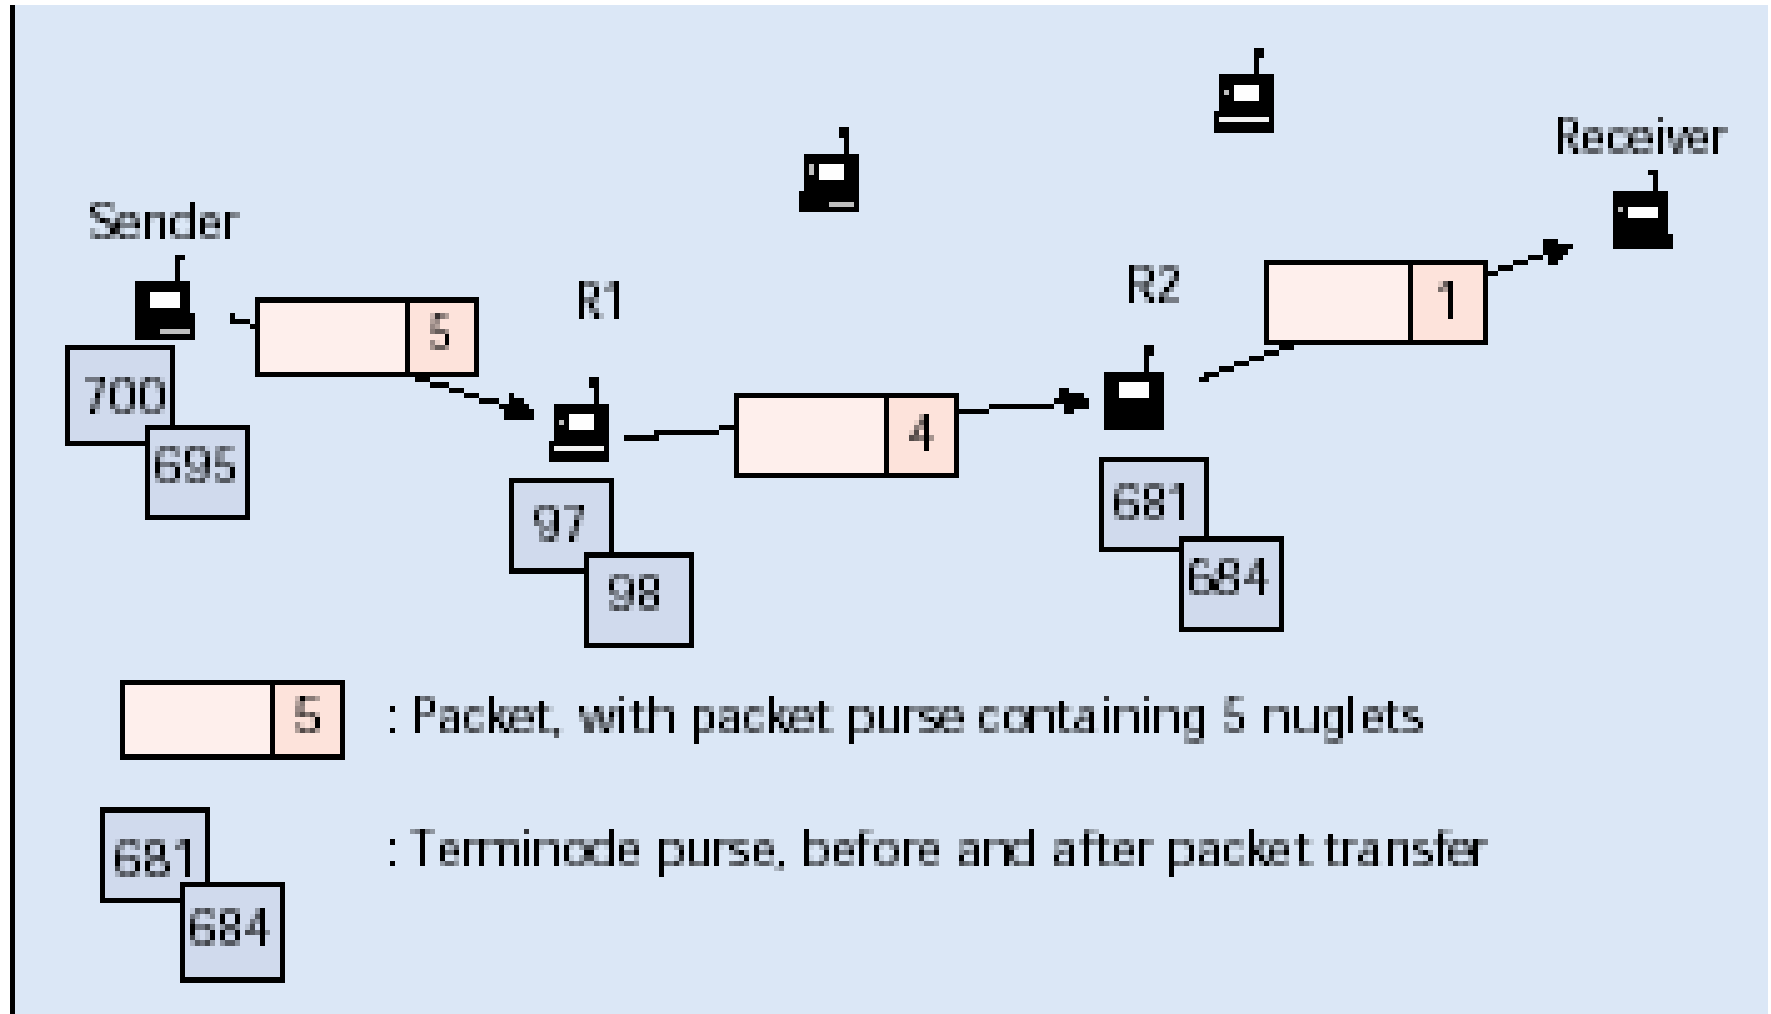 Receiver
Sender
R1
R2
5
4
1
700
695
97
98
681
684
5 : Packet, with packet purse containing 5 nuglets
681 : Terminode purse, before and after packet transfer
684